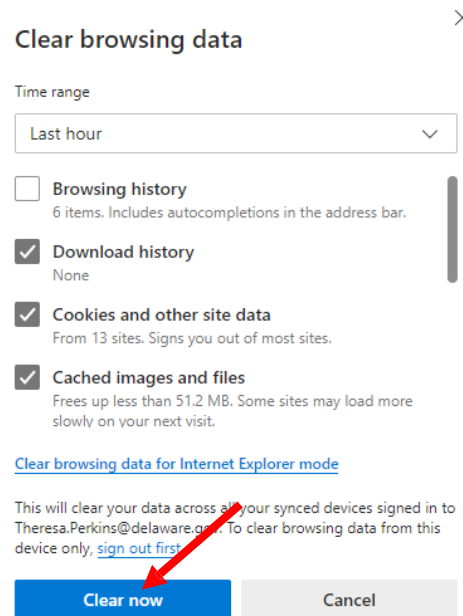 Clear browsing data
Time range
Last hour
Browsing history
6 items. Includes autocompletions in the address bar.
Download history
None
Cookies and other site data
From 13 sites. Signs you out of most sites.
Cached images and files
Frees up less than 51.2 MB. Some sites may load more
slowly on your next visit.
Clear browsing data for Internet Explorer mode
This will clear your data across all your synced devices signed in to
Theresa.Perkins@delaware.gov. To clear browsing data from this
device only, sign out first.
Clear now
Cancel